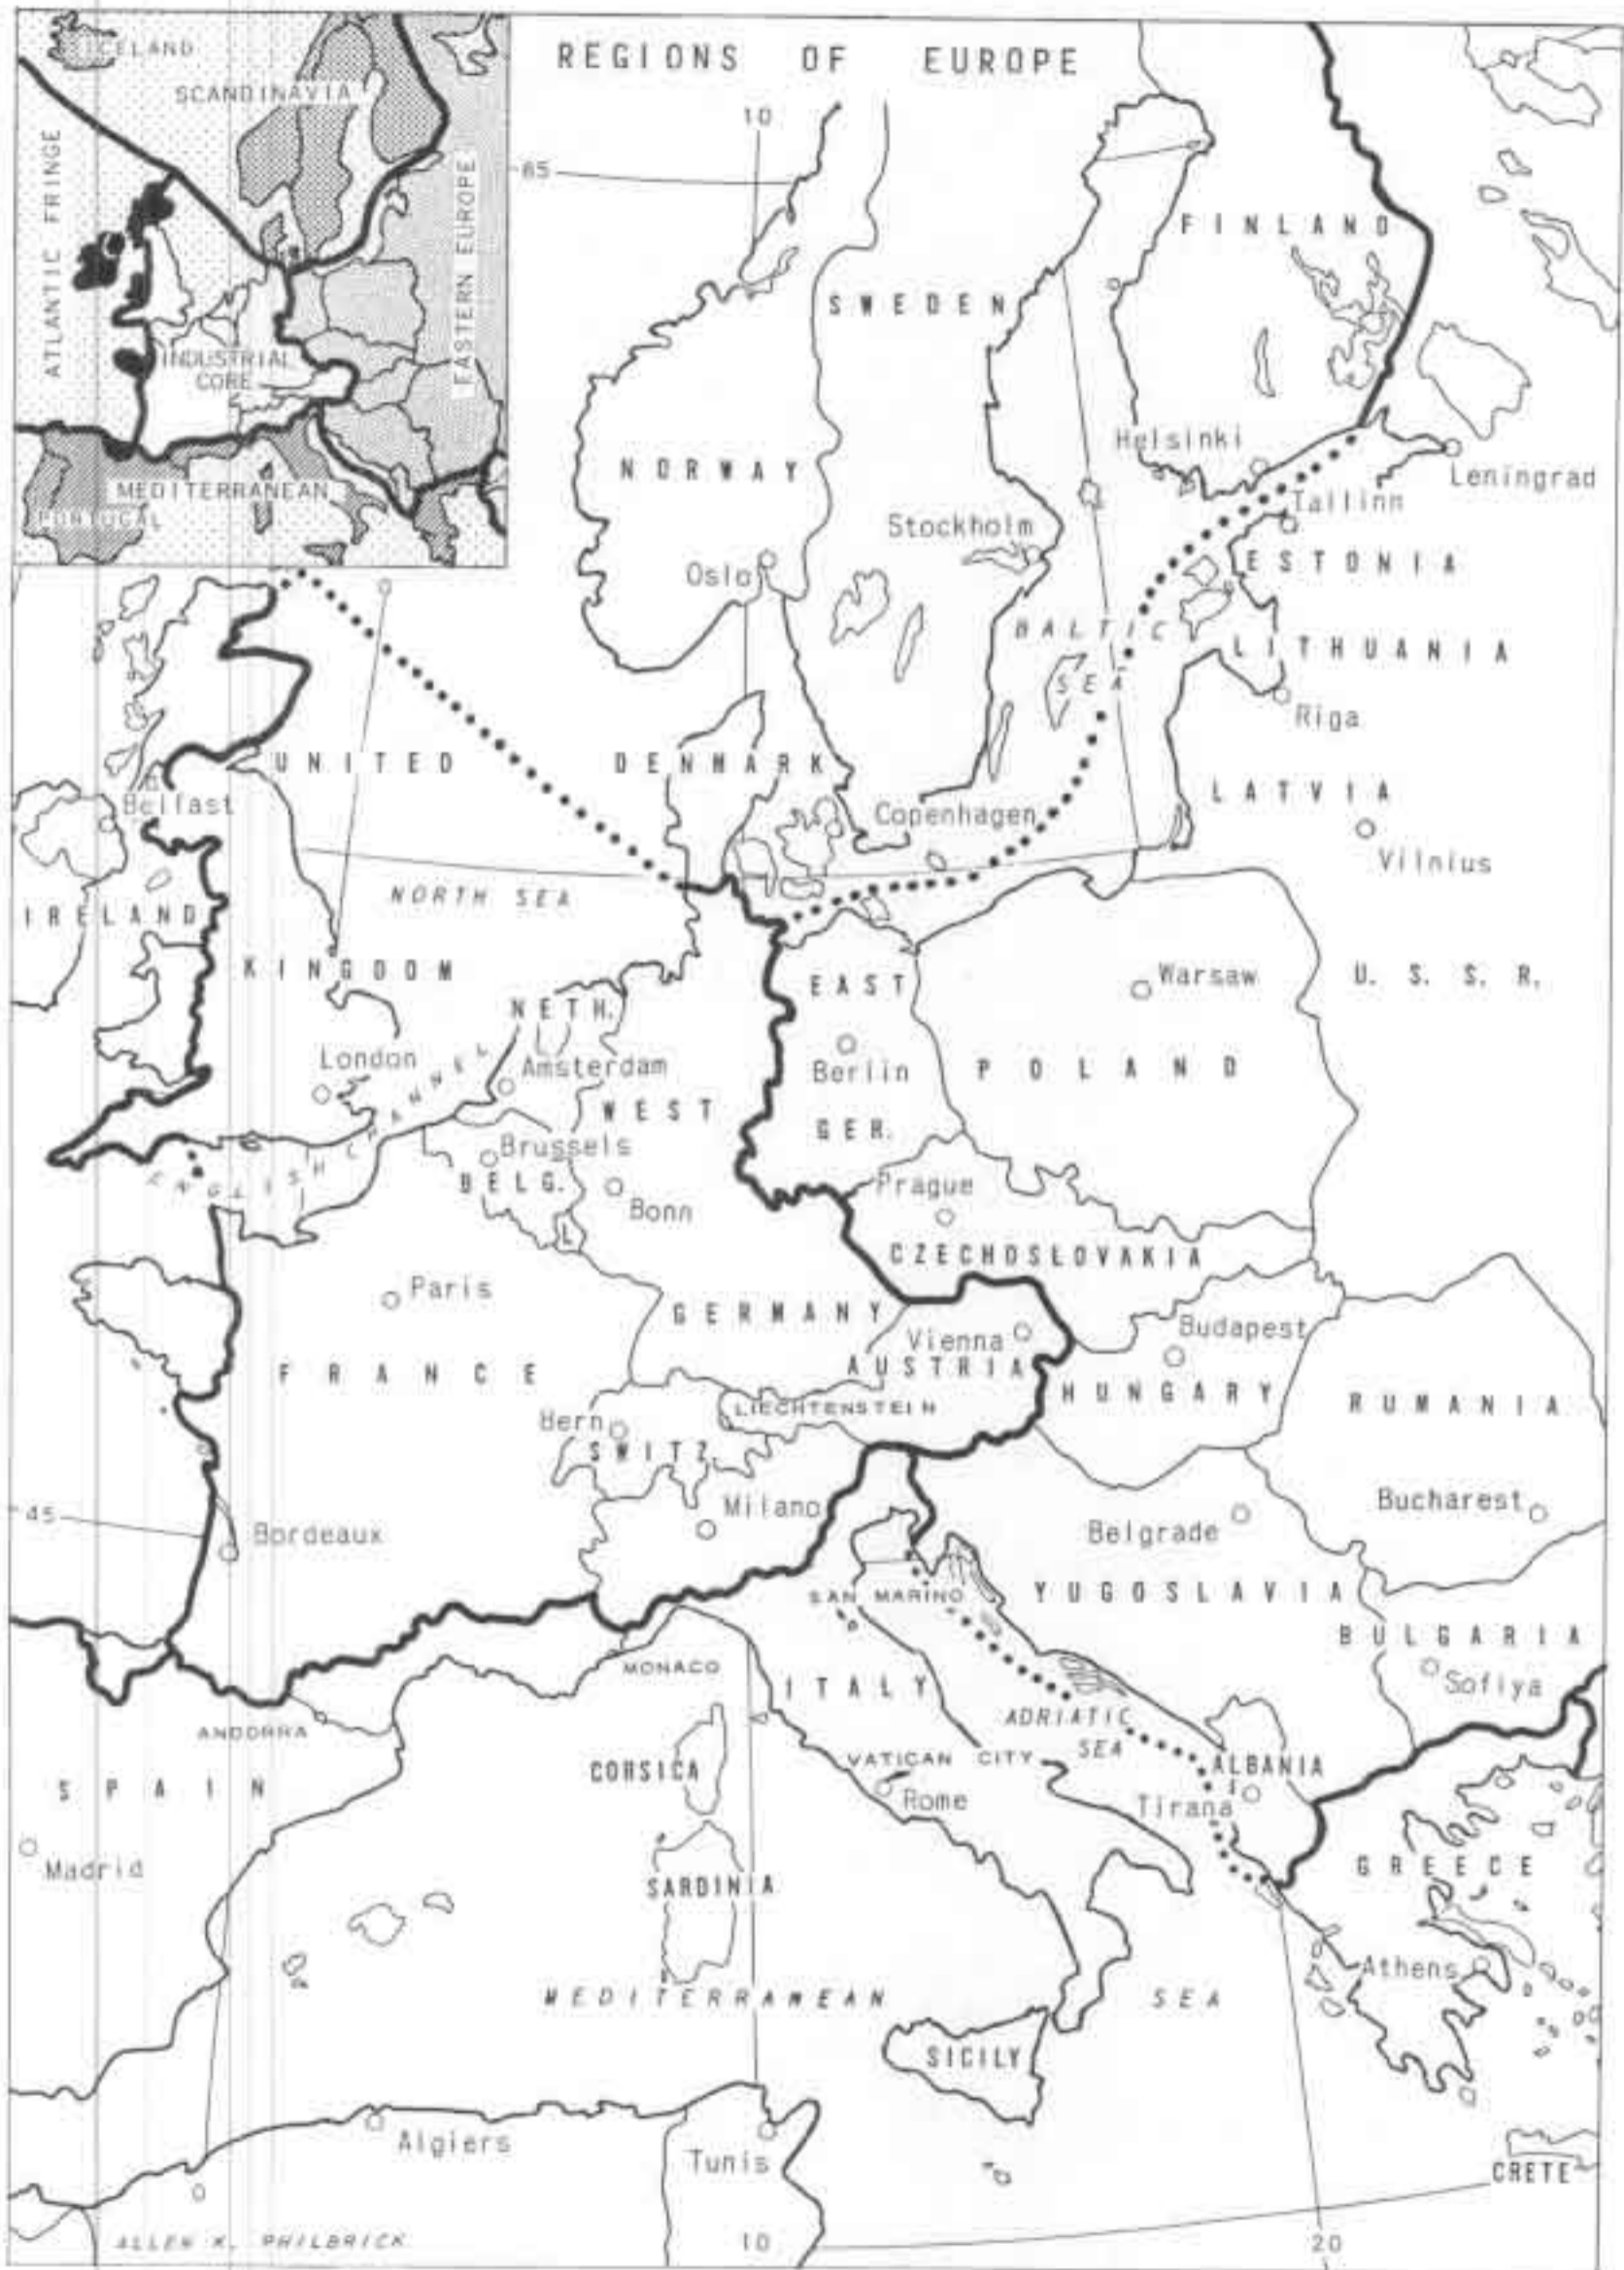 REGIONS OF EUROPE
ICELAND
SCANDINAVIA
ATLANTIC FRINGE
EASTERN EUROPE
INDUSTRIAL
CORE
MEDITERRANEAN
PORTUGAL
10
65
FINLAND
SWEDEN
NORWAY
Helsinki
Leningrad
Tallinn
Stockholm
Oslo
ESTONIA
0
BALTIC
SEA
LITHUANIA
Riga
UNITED
DENMARK
LATVIA
Belfast
Copenhagen
Vilnius
NORTH SEA
IRELAND
KINGDOM
EAST
Warsaw
U. S. S. R.
NETH.
London
Amsterdam
Berlin
POLAND
ENGLISH CHANNEL
WEST
GER.
Brussels
BELG.
Bonn
Prague
L
CZECHOSLOVAKIA
Paris
GERMANY
Vienna
Budapest
FRANCE
AUSTRIA
HUNGARY
RUMANIA
LIECHTENSTEIN
Bern
SWITZ.
45
Milano
Bucharest
Bordeaux
Belgrade
SAN MARINO
YUGOSLAVIA
BULGARIA
MONACO
ITALY
Sofiya
ANDORRA
ADRIATIC
SEA
CORSICA
VATICAN CITY
ALBANIA
SPAIN
Rome
Tirana
Madrid
SARDINIA
GREECE
Athens
MEDITERRANEAN SEA
SICILY
Algiers
Tunis
CRETE
0
ALLEN K. PHILBRICK
10
20